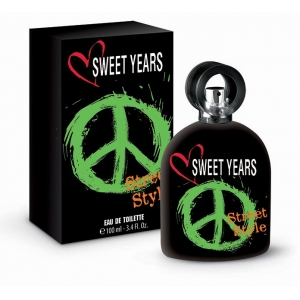 SWEET YEARS
Street
Style
EAU DE TOILETTE
℮ 100 ml - 3.4 fl. Oz.
SWEET YEARS
Street
Style